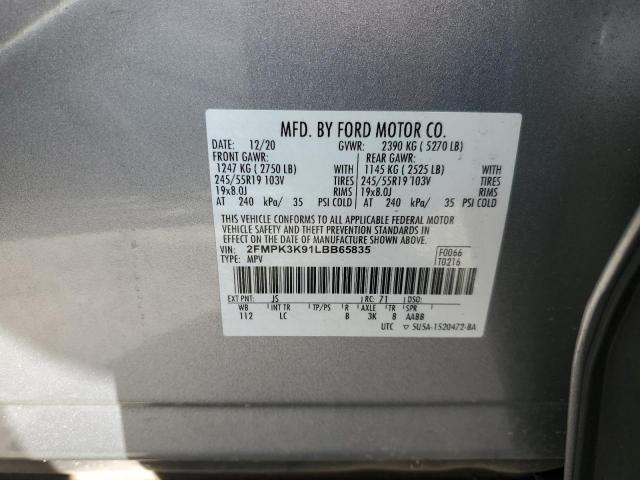 MFD. BY FORD MOTOR CO.
DATE: 12/20 GVWR: 2390 KG ( 5270 LB)
FRONT GAWR: REAR GAWR:
1247 KG ( 2750 LB) WITH 1145 KG ( 2525 LB) WITH
245/55R19 103V TIRES 245/55R19 103V TIRES
19x8.0J RIMS 19x8.0J RIMS
AT 240 kPa/ 35 PSI COLD AT 240 kPa/ 35 PSI COLD
THIS VEHICLE CONFORMS TO ALL APPLICABLE FEDERAL MOTOR
VEHICLE SAFETY AND THEFT PREVENTION STANDARDS IN
EFFECT ON THE DATE OF MANUFACTURE SHOWN ABOVE.
VIN: 2FMPK3K91LBB65835 F0066
TYPE: MPV T0216
EXT PNT: JS RC: 71 DSO:
WB INT TR TP/PS R AXLE TR SPR
112 LC B 3K 8 AABB
UTC ▽ 5U5A-1520472-BA